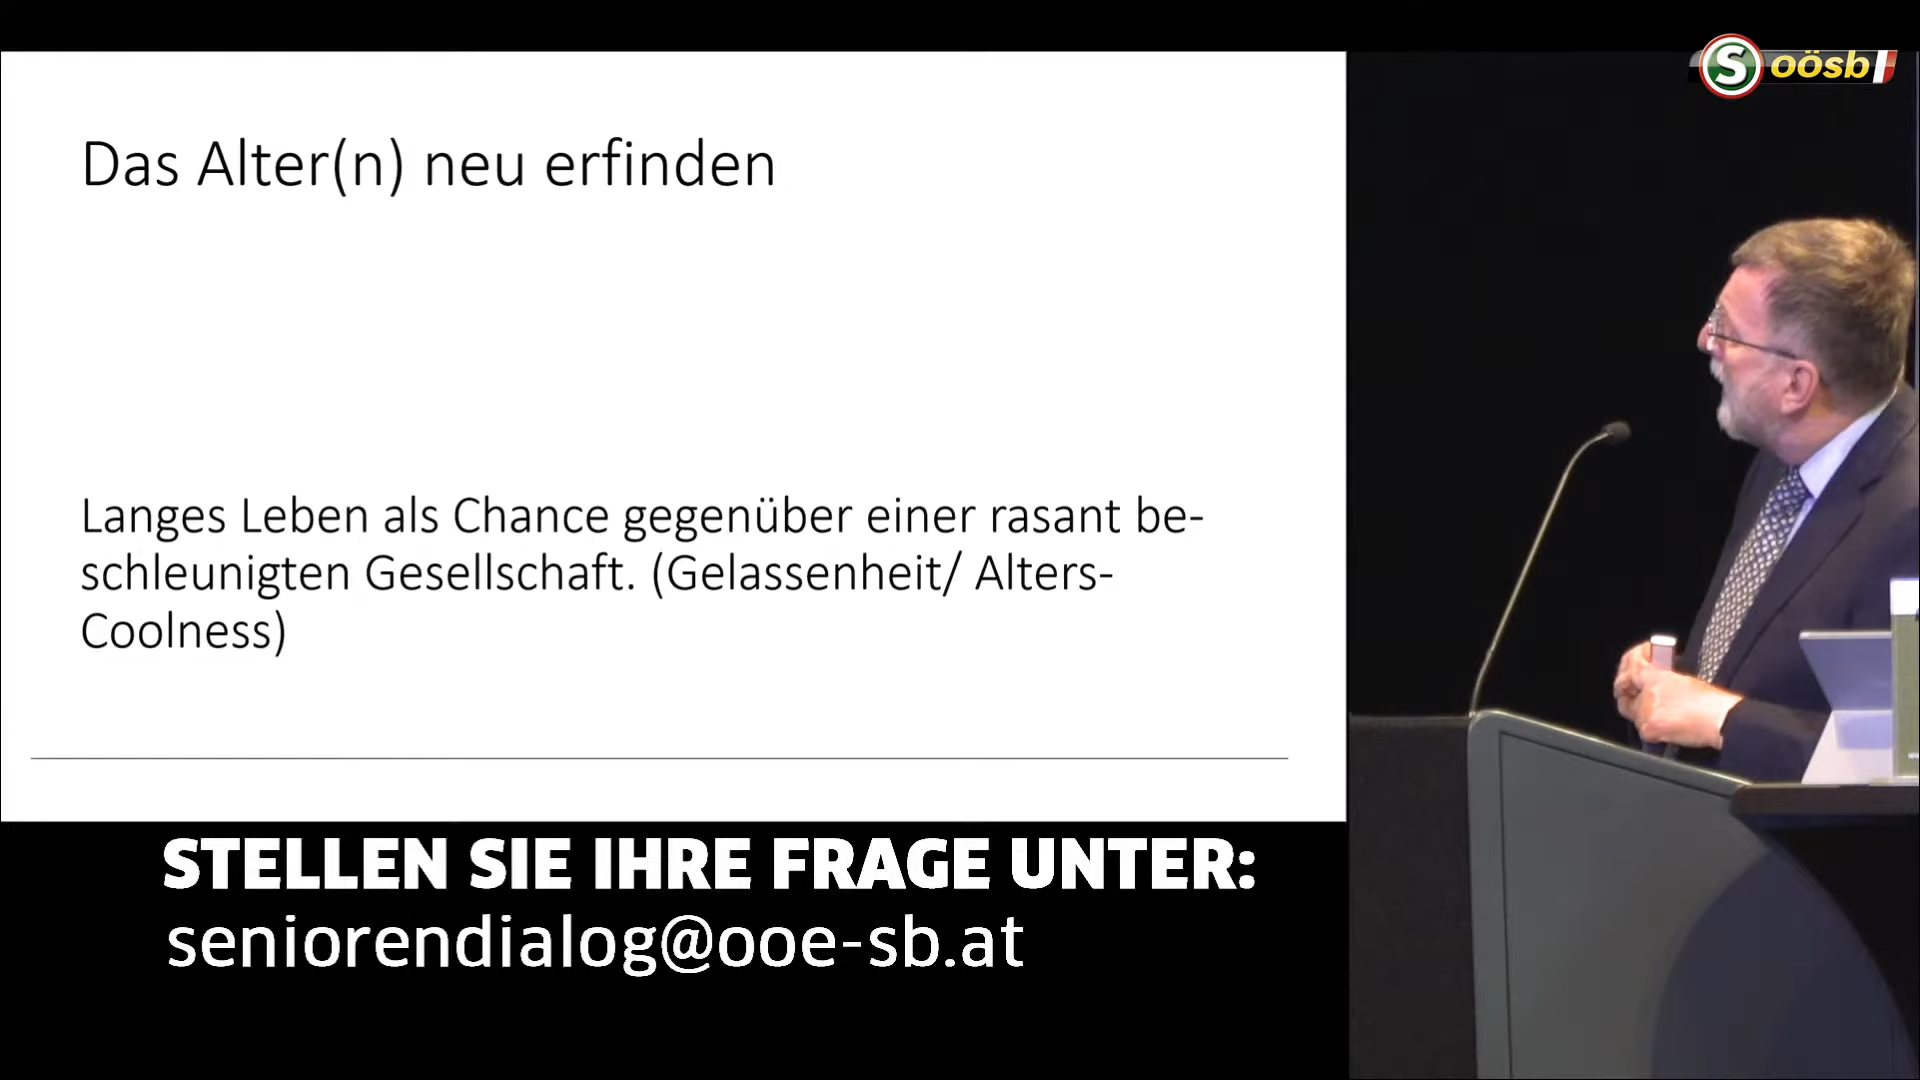 S oösb
Das Alter(n) neu erfinden
Langes Leben als Chance gegenüber einer rasant be-
schleunigten Gesellschaft. (Gelassenheit/ Alters-
Coolness)
STELLEN SIE IHRE FRAGE UNTER:
seniorendialog@ooe-sb.at